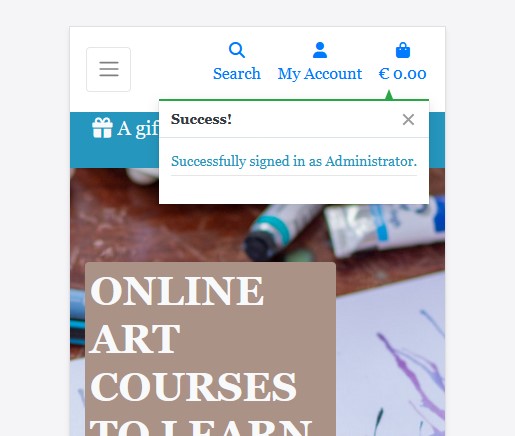 Search My Account € 0.00
A gif
Success! ×
Successfully signed in as Administrator.
ONLINE
ART
COURSES
TO LEARN